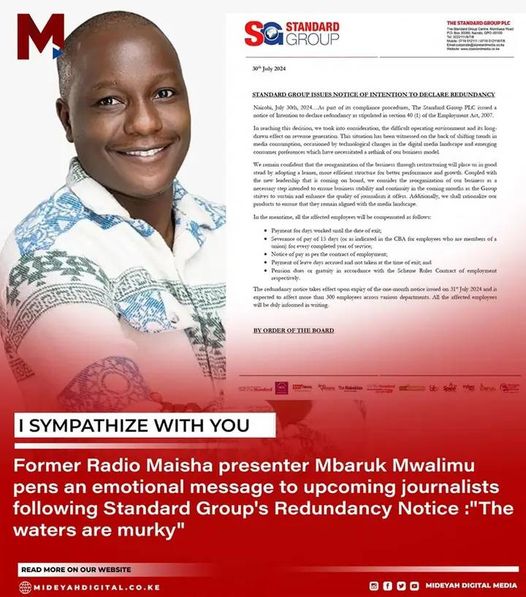 M
SG STANDARD GROUP
THE STANDARD GROUP PLC
30th July 2024
STANDARD GROUP ISSUES NOTICE OF INTENTION TO DECLARE REDUNDANCY
Nairobi, July 30th, 2024....As part of its compliance procedures, The Standard Group PLC issued a
notice of Intention to declare redundancy as stipulated in section 40 (1) of the Employment Act, 2007.
In reaching this decision, we took into consideration, the difficult operating environment and its long-
drawn effect on revenue generation. This situation has been witnessed on the back of shifting trends in
media consumption, occasioned by technological changes in the digital media landscape and emerging
consumer preferences which have necessitated a rethink of our business model.
We remain confident that the reorganization of the business through restructuring will place us in good
stead by adopting a leaner, more efficient structure for better performance and growth. Coupled with
the new leadership that is coming on board, we consider the reorganization of our business as a
necessary step intended to ensure business stability and continuity in the coming months as the Group
strives to sustain and enhance the quality of journalism it offers. Additionally, we shall rationalize our
products to ensure that they remain aligned with the media landscape.
In the meantime, all the affected employees will be compensated as follows:
• Payment for days worked until the date of exit;
• Severance of pay of 15 days (or as indicated in the CBA for employees who are members of a
union) for every completed year of service;
• Notice of pay as per the contract of employment;
• Payment of leave days accrued and not taken at the time of exit; and
• Pension dues or gratuity in accordance with the Scheme Rules Contract of employment
respectively.
The redundancy notice takes effect upon expiry of the one-month notice issued on 31st July 2024 and is
expected to affect more than 300 employees across various departments. All the affected employees
will be duly informed in writing.
BY ORDER OF THE BOARD
I SYMPATHIZE WITH YOU
Former Radio Maisha presenter Mbaruk Mwalimu
pens an emotional message to upcoming journalists
following Standard Group's Redundancy Notice :"The
waters are murky"
READ MORE ON OUR WEBSITE
MIDEYAHDIGITAL.CO.KE
MIDEYAH DIGITAL MEDIA